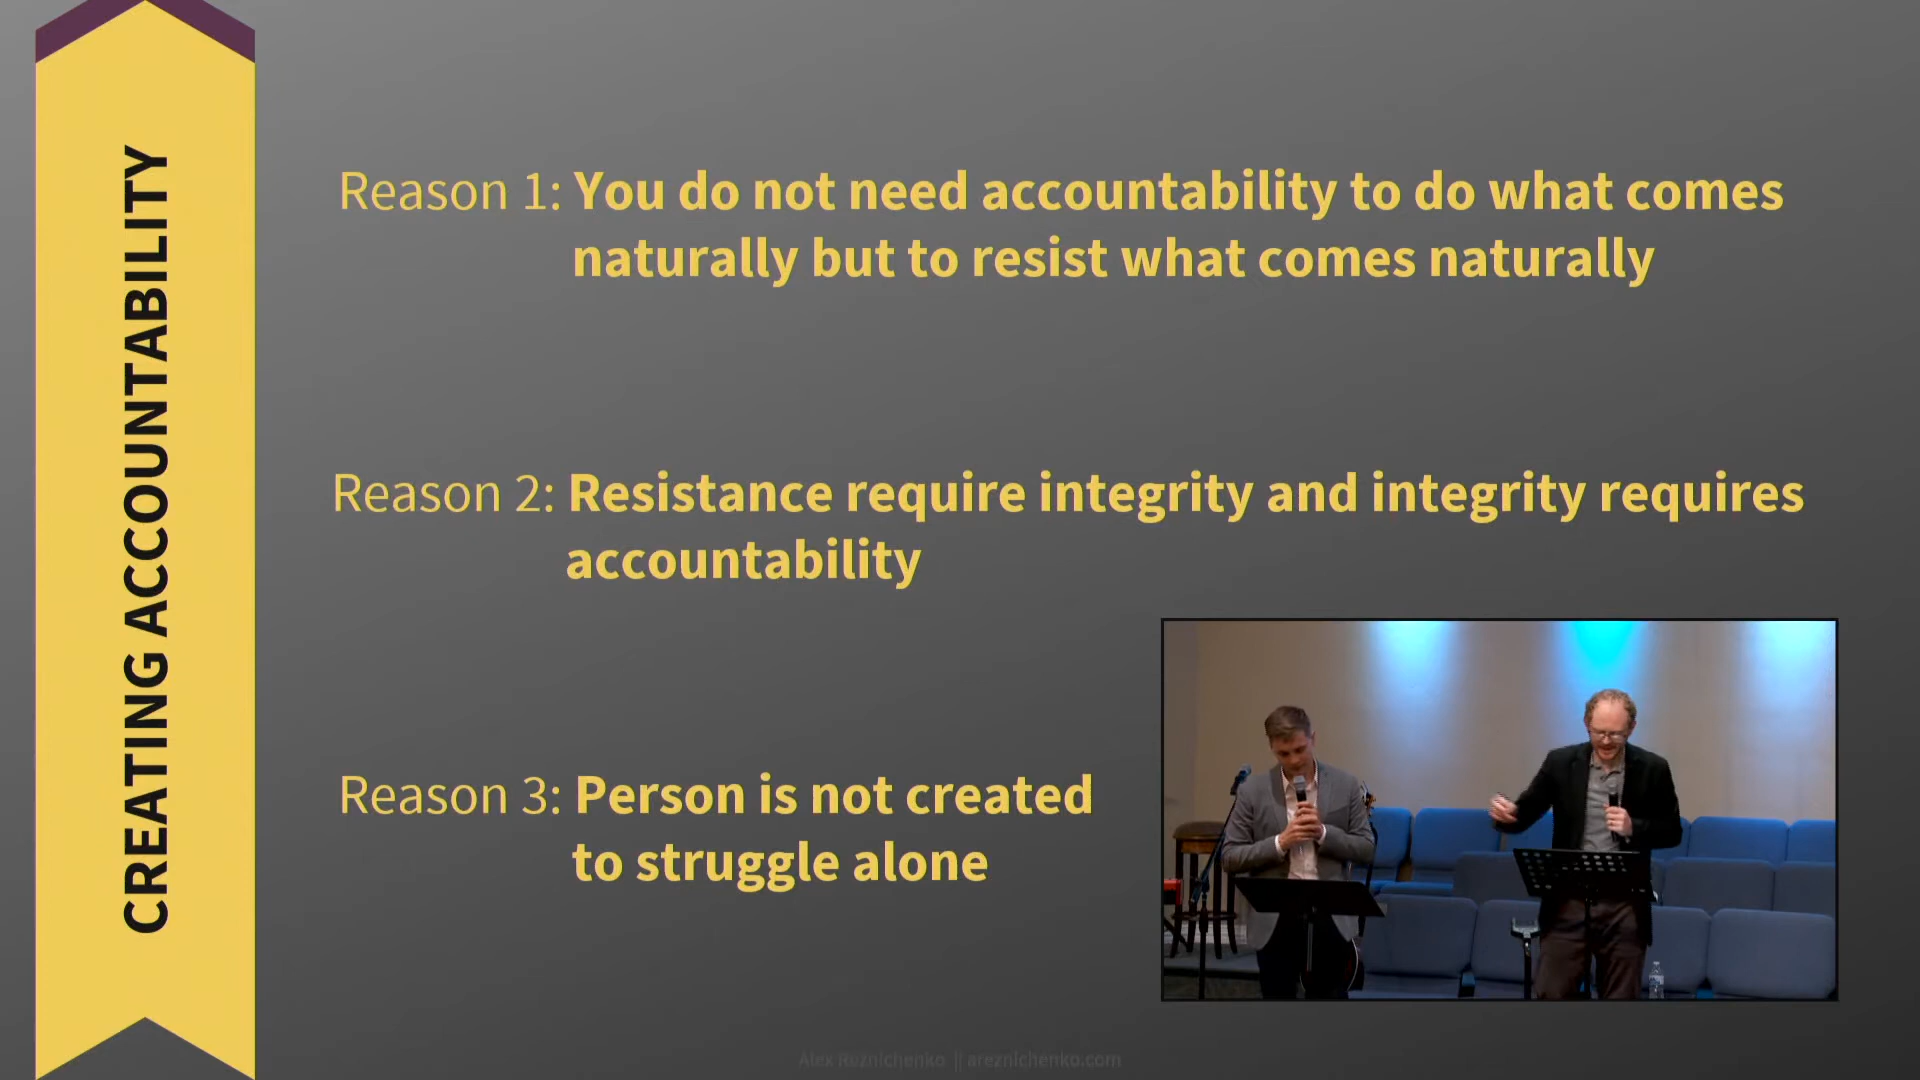 CREATING ACCOUNTABILITY
Reason 1: You do not need accountability to do what comes
naturally but to resist what comes naturally
Reason 2: Resistance require integrity and integrity requires
accountability
Reason 3: Person is not created
to struggle alone
Alex Ruznichenko || areznichenko.com